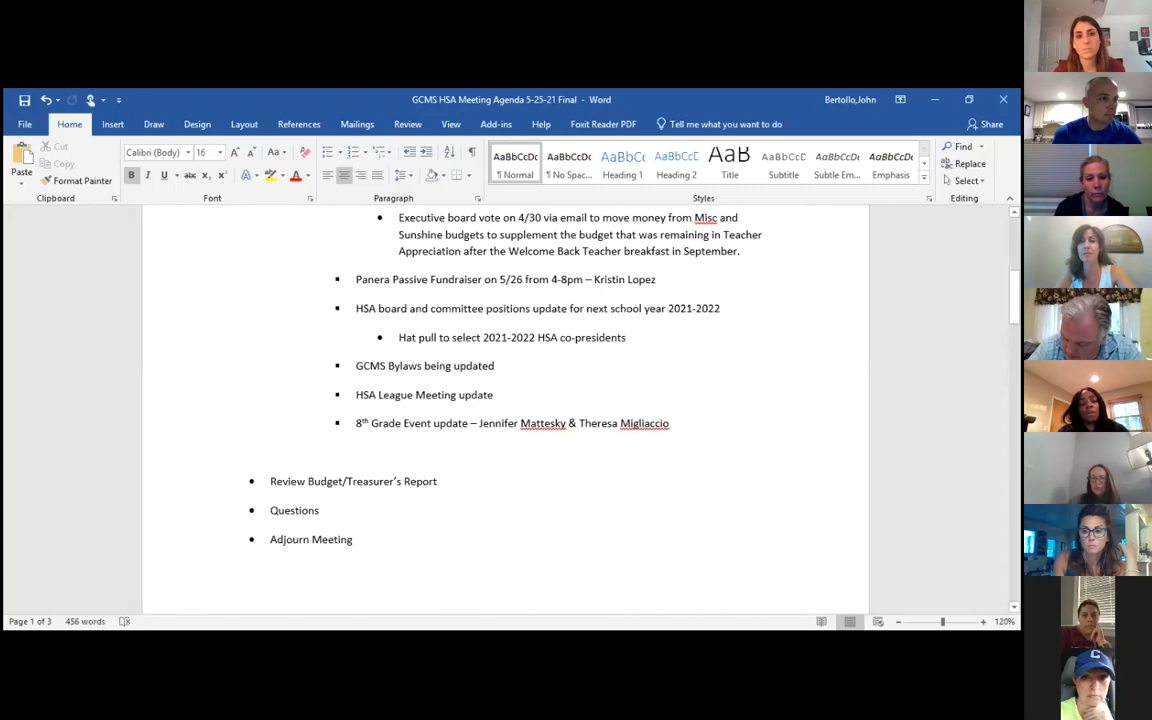 GCMS HSA Meeting Agenda 5-25-21 Final - Word
Bertollo,John
File Home Insert Draw Design Layout References Mailings Review View Add-ins Help Foxit Reader PDF Tell me what you want to do Share
Paste
Cut
Copy
Format Painter
Clipboard
Calibri (Body) 16
Font
Paragraph
AaBbCcDc AaBbCcDc AaBbCc AaBbCcD AaB AaBbCcD AaBbCcDc AaBbCcDc
¶ Normal ¶ No Spac... Heading 1 Heading 2 Title Subtitle Subtle Em... Emphasis
Styles
Find
Replace
Select
Editing
• Executive board vote on 4/30 via email to move money from Misc and
Sunshine budgets to supplement the budget that was remaining in Teacher
Appreciation after the Welcome Back Teacher breakfast in September.
▪ Panera Passive Fundraiser on 5/26 from 4-8pm – Kristin Lopez
▪ HSA board and committee positions update for next school year 2021-2022
• Hat pull to select 2021-2022 HSA co-presidents
▪ GCMS Bylaws being updated
▪ HSA League Meeting update
▪ 8th Grade Event update – Jennifer Mattesky & Theresa Migliaccio
• Review Budget/Treasurer's Report
• Questions
• Adjourn Meeting
Page 1 of 3 456 words
120%